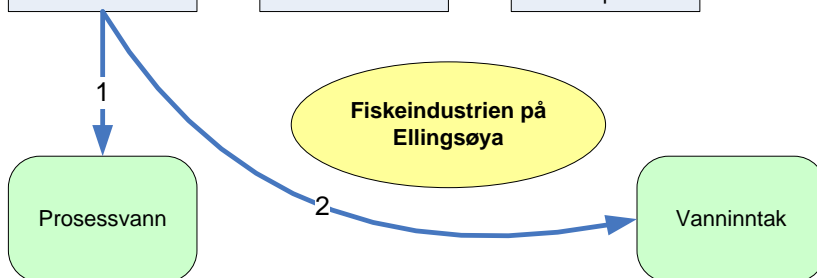 1
Fiskeindustrien på
Ellingsøya
2
Prosessvann
Vanninntak